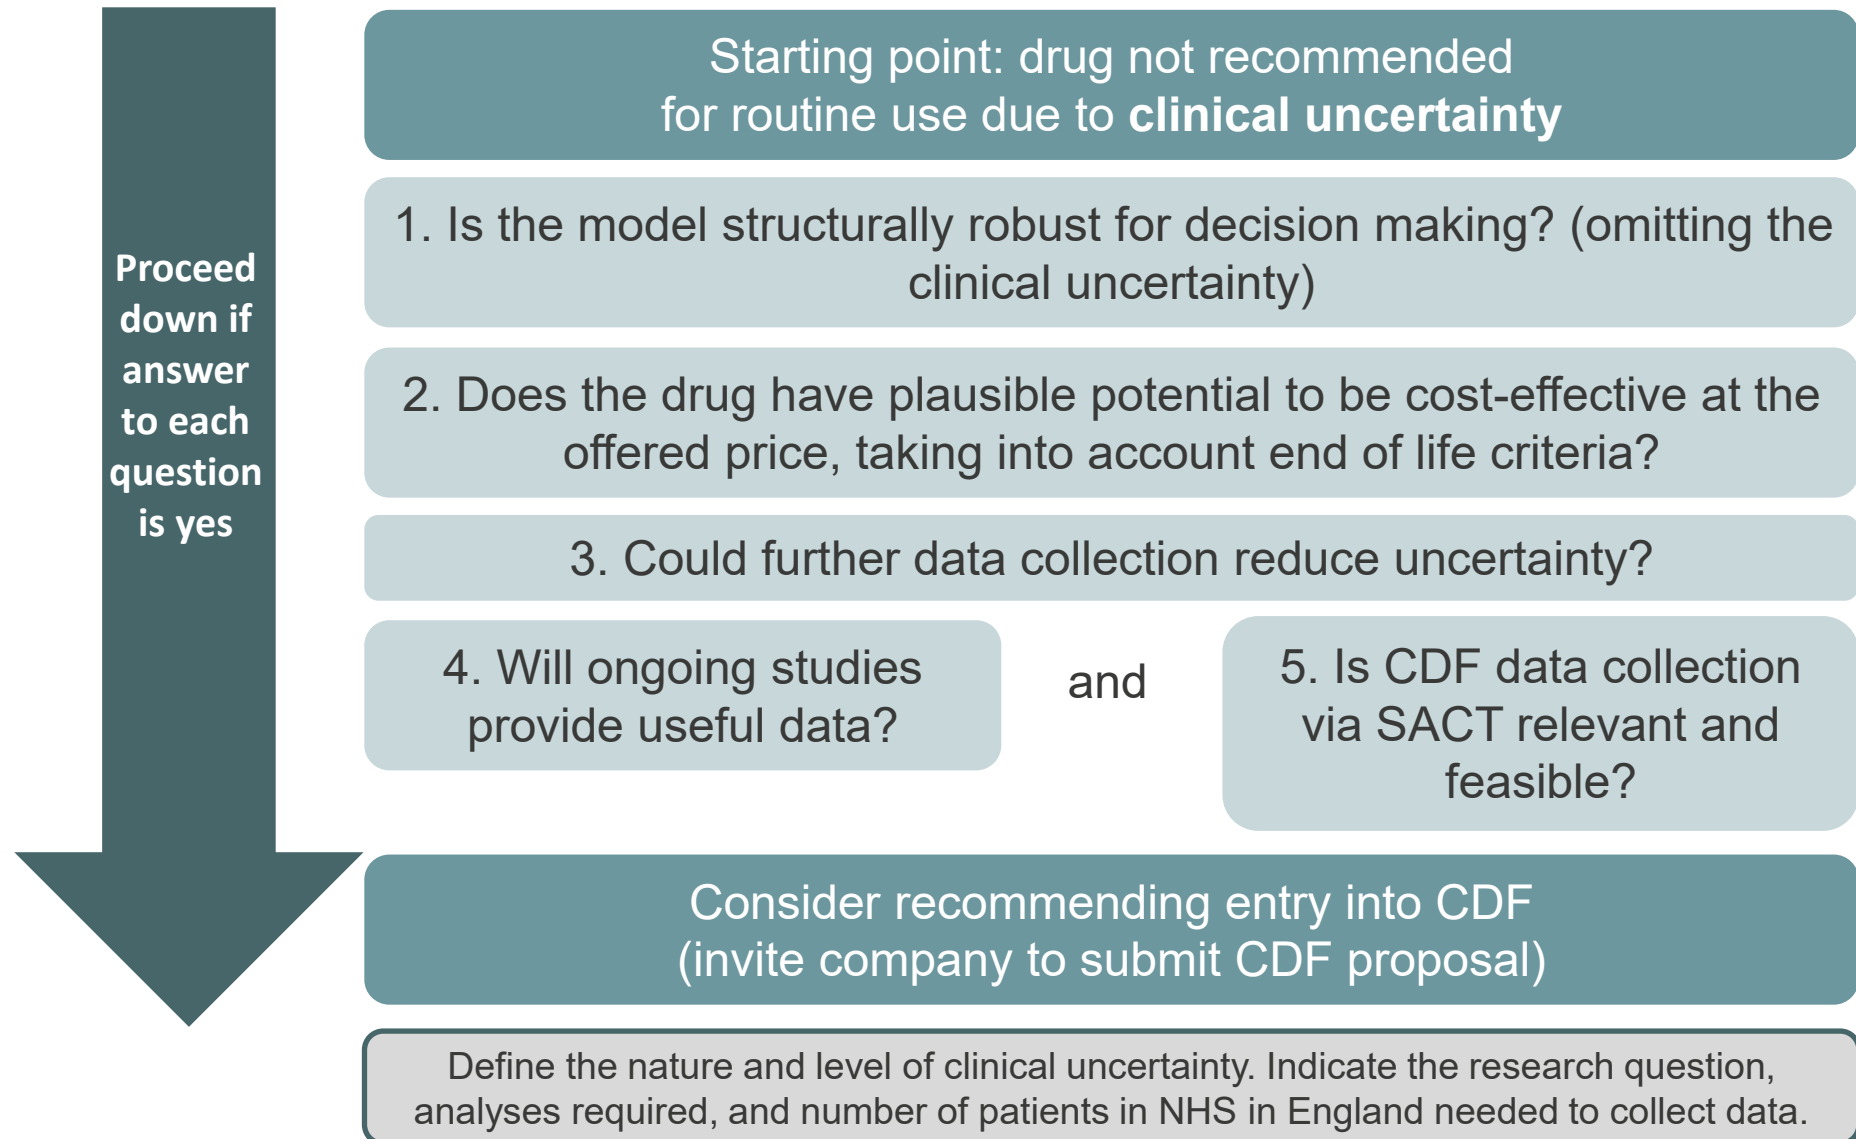 Proceed
down if
answer
to each
question
is yes
Starting point: drug not recommended
for routine use due to clinical uncertainty
1. Is the model structurally robust for decision making? (omitting the
clinical uncertainty)
2. Does the drug have plausible potential to be cost-effective at the
offered price, taking into account end of life criteria?
3. Could further data collection reduce uncertainty?
4. Will ongoing studies
provide useful data?
and
5. Is CDF data collection
via SACT relevant and
feasible?
Consider recommending entry into CDF
(invite company to submit CDF proposal)
Define the nature and level of clinical uncertainty. Indicate the research question,
analyses required, and number of patients in NHS in England needed to collect data.